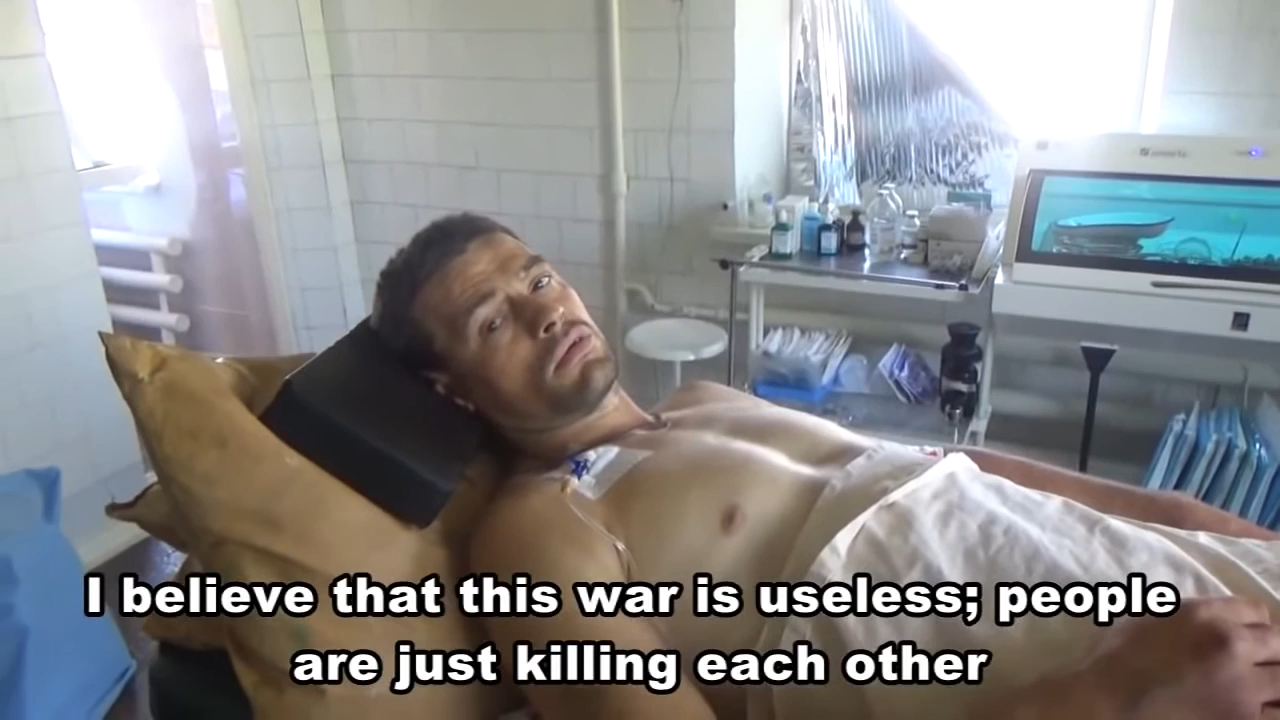 I believe that this war is useless; people
are just killing each other